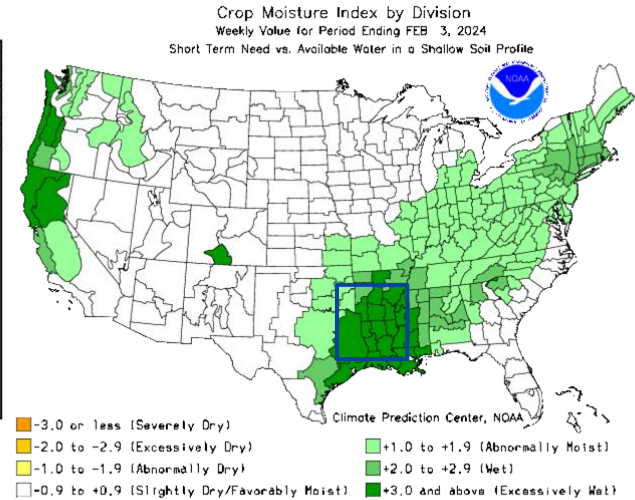 Crop Moisture Index by Division
Weekly Value for Period Ending FEB 3, 2024
Short Term Need vs. Available Water in a Shallow Soil Profile
NOAA
Climate Prediction Center, NOAA
-3.0 or less (Severely Dry)
-2.0 to -2.9 (Excessively Dry)
-1.0 to -1.9 (Abnormally Dry)
-0.9 to +0.9 (Slightly Dry/Favorably Moist)
+1.0 to +1.9 (Abnormally Moist)
+2.0 to +2.9 (Wet)
+3.0 and above (Excessively Wet)